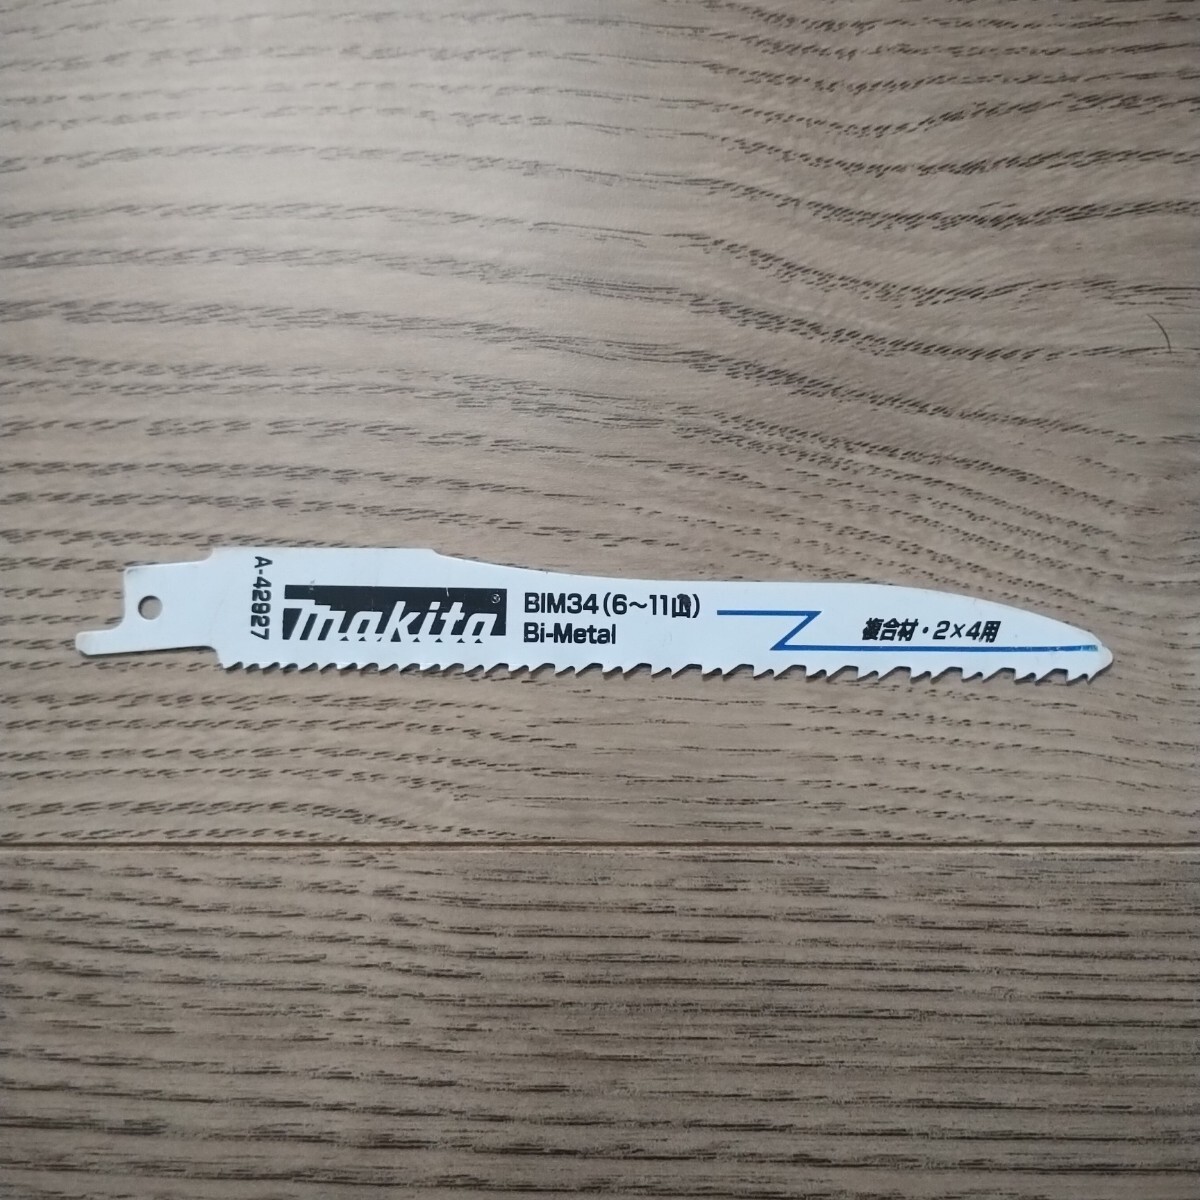 A-42927
makita®
BIM34(6～11山)
Bi-Metal
複合材・2×4用